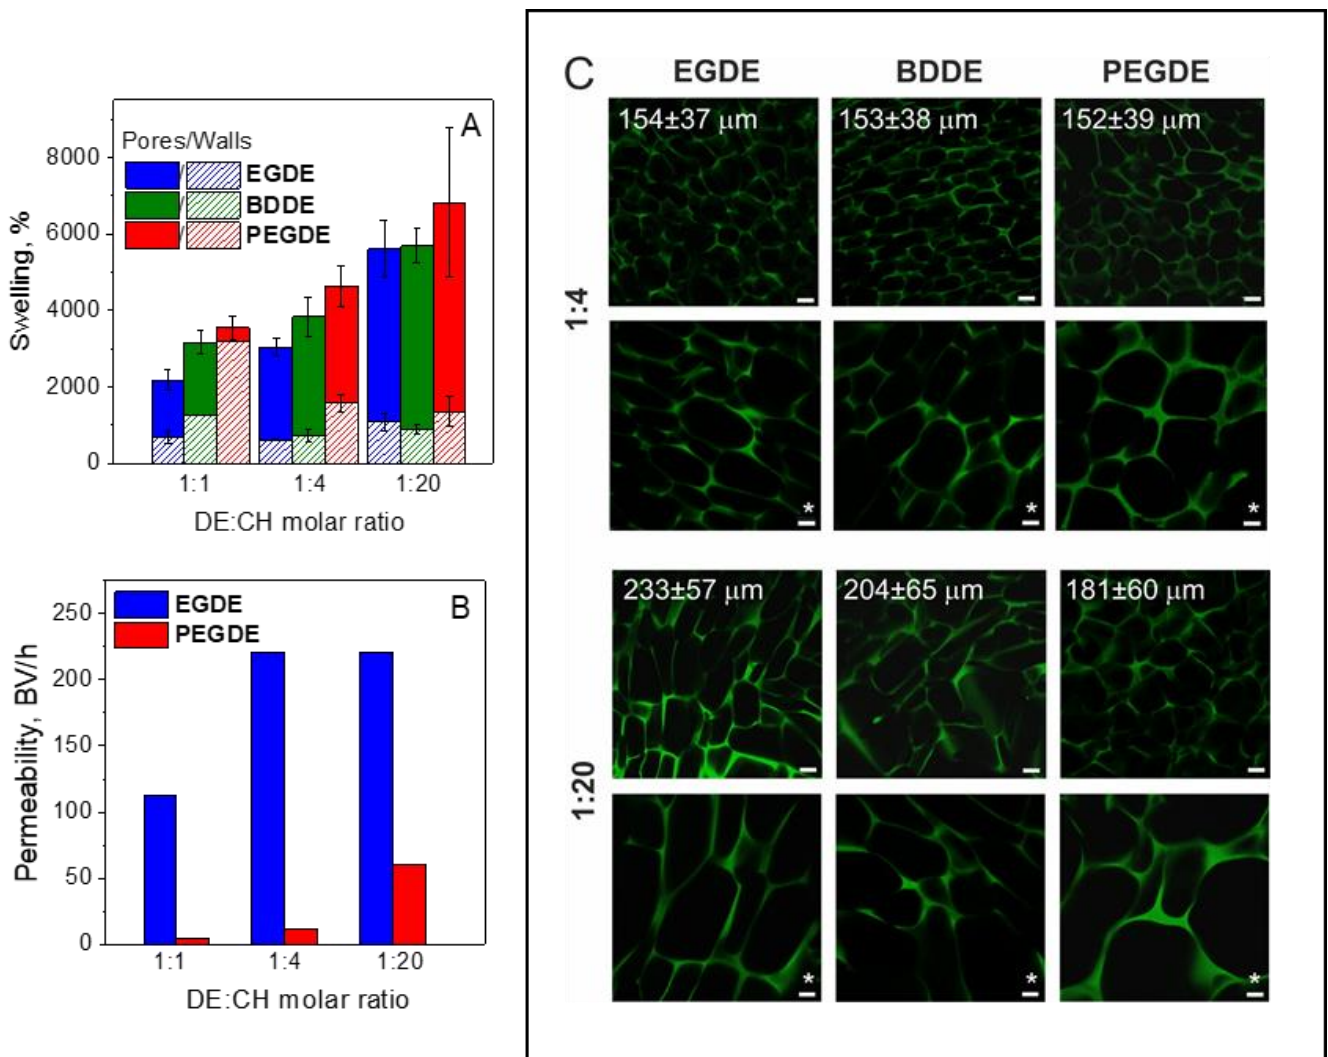 A
Pores/Walls
/ EGDE
/ BDDE
/ PEGDE
Swelling, %
8000
6000
4000
2000
0
1:1 1:4 1:20
DE:CH molar ratio
B
EGDE
PEGDE
Permeability, BV/h
250
200
150
100
50
0
1:1 1:4 1:20
DE:CH molar ratio
C EGDE BDDE PEGDE
1:4
154±37 μm 153±38 μm 152±39 μm
* * *
1:20
233±57 μm 204±65 μm 181±60 μm
* * *